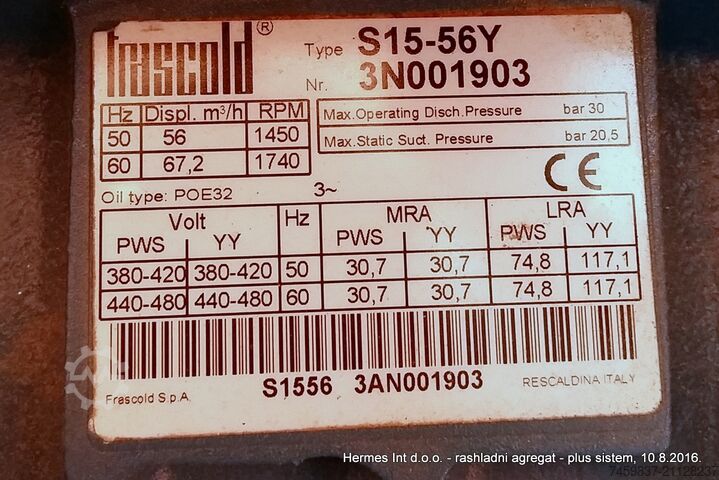 frascold®
Type S15-56Y
Nr. 3N001903
Hz Displ. m³/h RPM
50 56 1450
60 67,2 1740
Max.Operating Disch.Pressure bar 30
Max.Static Suct. Pressure bar 20,5
Oil type: POE32 3~
CE
Volt Hz MRA LRA
PWS YY PWS YY PWS YY
380-420 380-420 50 30,7 30,7 74,8 117,1
440-480 440-480 60 30,7 30,7 74,8 117,1
Frascold S.p.A. S1556 3AN001903 RESCALDINA ITALY
Hermes Int d.o.o. - rashladni agregat - plus sistem, 10.8.2016.
7459837-21128237